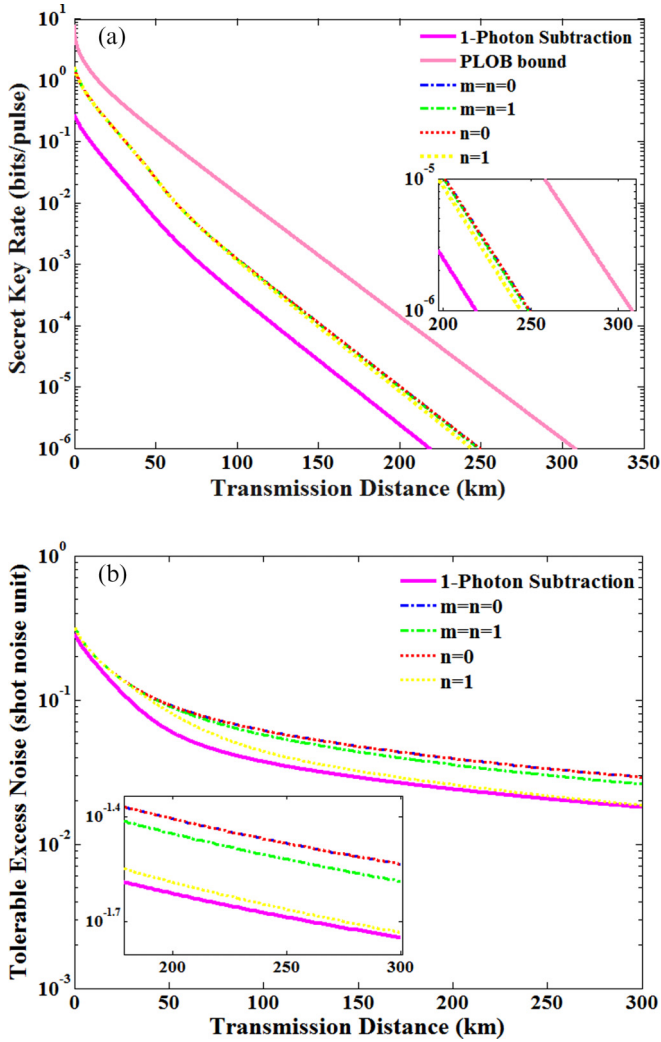 (a)
Secret Key Rate (bits/pulse)
10^1
10^0
10^-1
10^-2
10^-3
10^-4
10^-5
10^-6
1-Photon Subtraction
PLOB bound
m=n=0
m=n=1
n=0
n=1
10^-5
10^-6
200 250 300
0 50 100 150 200 250 300 350
Transmission Distance (km)
(b)
Tolerable Excess Noise (shot noise unit)
10^0
10^-1
10^-2
10^-3
1-Photon Subtraction
m=n=0
m=n=1
n=0
n=1
10^-1.4
10^-1.7
200 250 300
0 50 100 150 200 250 300
Transmission Distance (km)